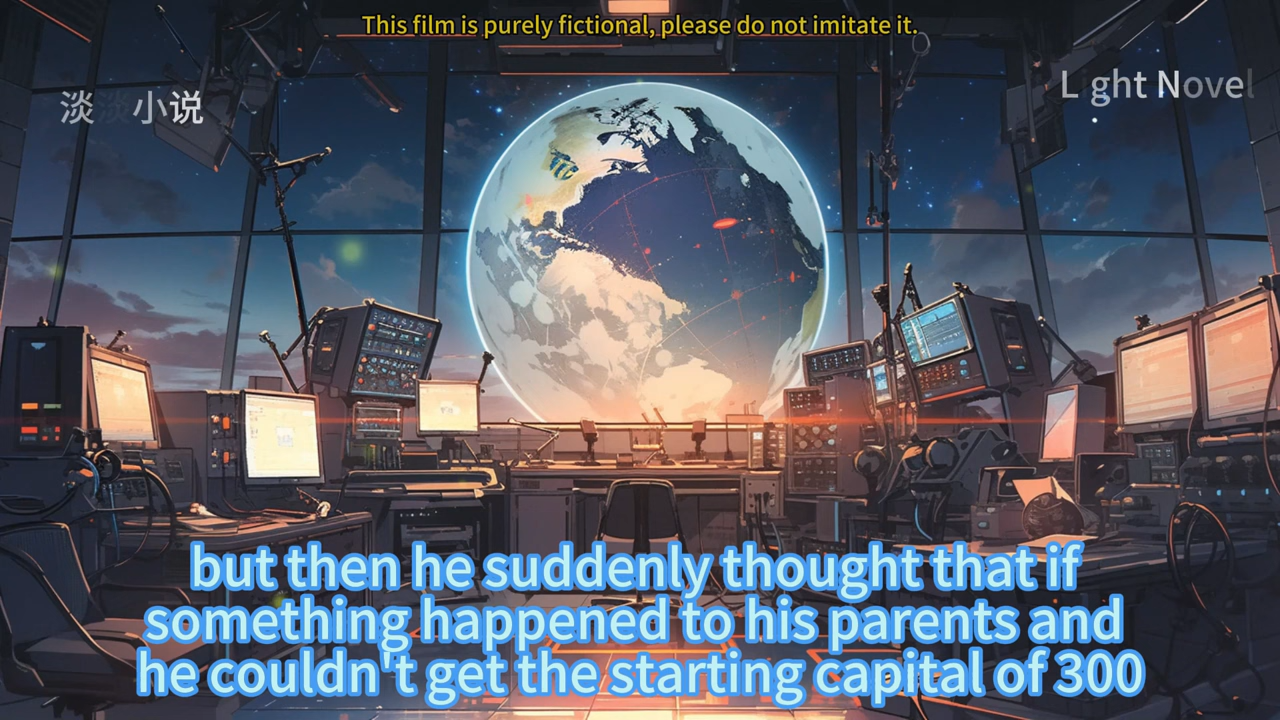 This film is purely fictional, please do not imitate it.
淡淡小说
Light Novel
but then he suddenly thought that if
something happened to his parents and
he couldn't get the starting capital of 300